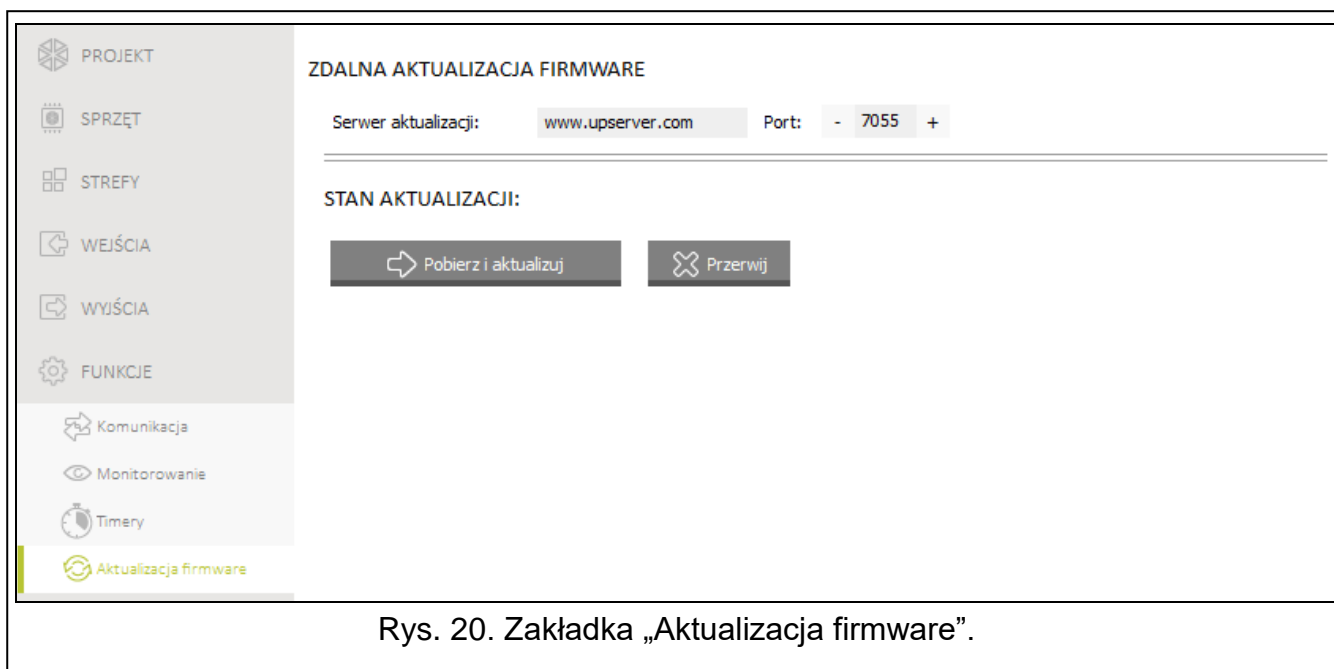 PROJEKT
SPRZĘT
STREFY
WEJŚCIA
WYJŚCIA
FUNKCJE
Komunikacja
Monitorowanie
Timery
Aktualizacja firmware
ZDALNA AKTUALIZACJA FIRMWARE
Serwer aktualizacji: www.upserver.com Port: - 7055 +
STAN AKTUALIZACJI:
Pobierz i aktualizuj Przerwij
Rys. 20. Zakładka „Aktualizacja firmware”.